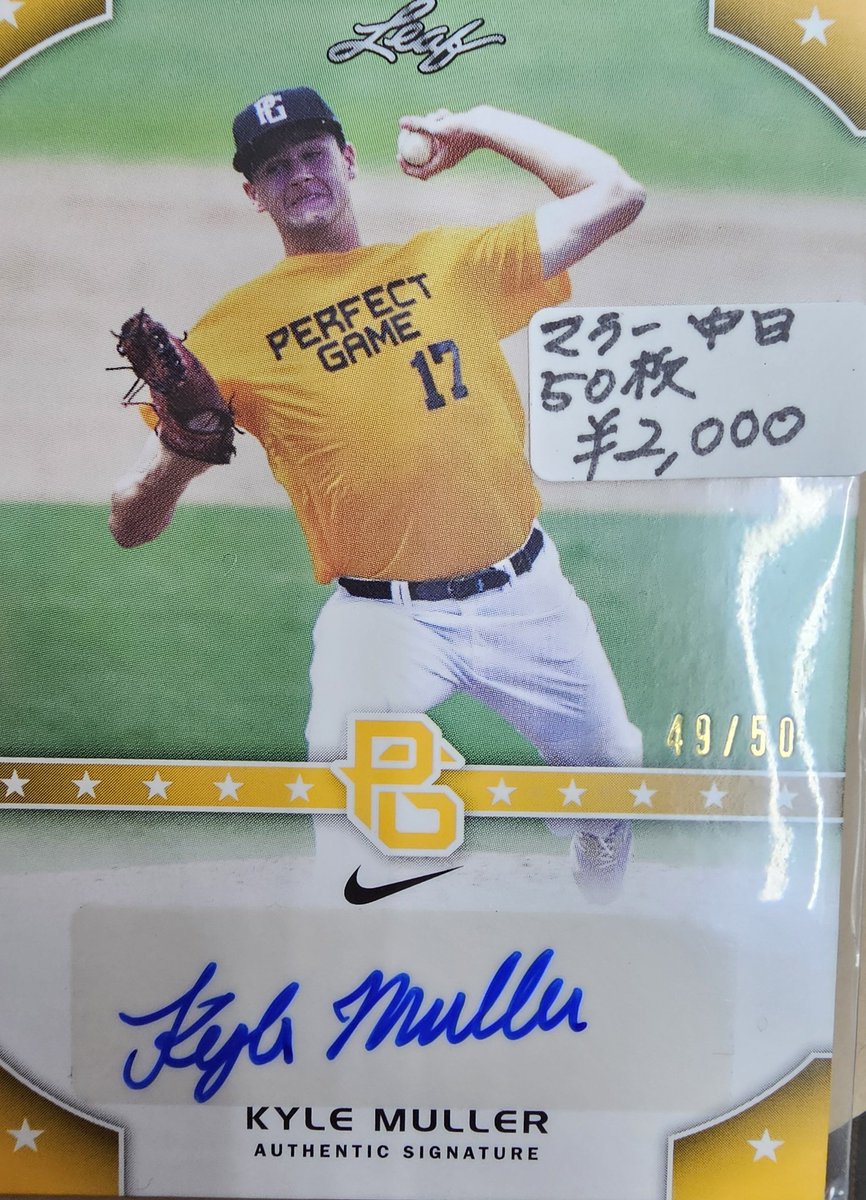 Leaf
PG
PERFECT
GAME
17
マラー 中日
50枚
¥2,000
49/50
PG
Kyle Muller
KYLE MULLER
AUTHENTIC SIGNATURE